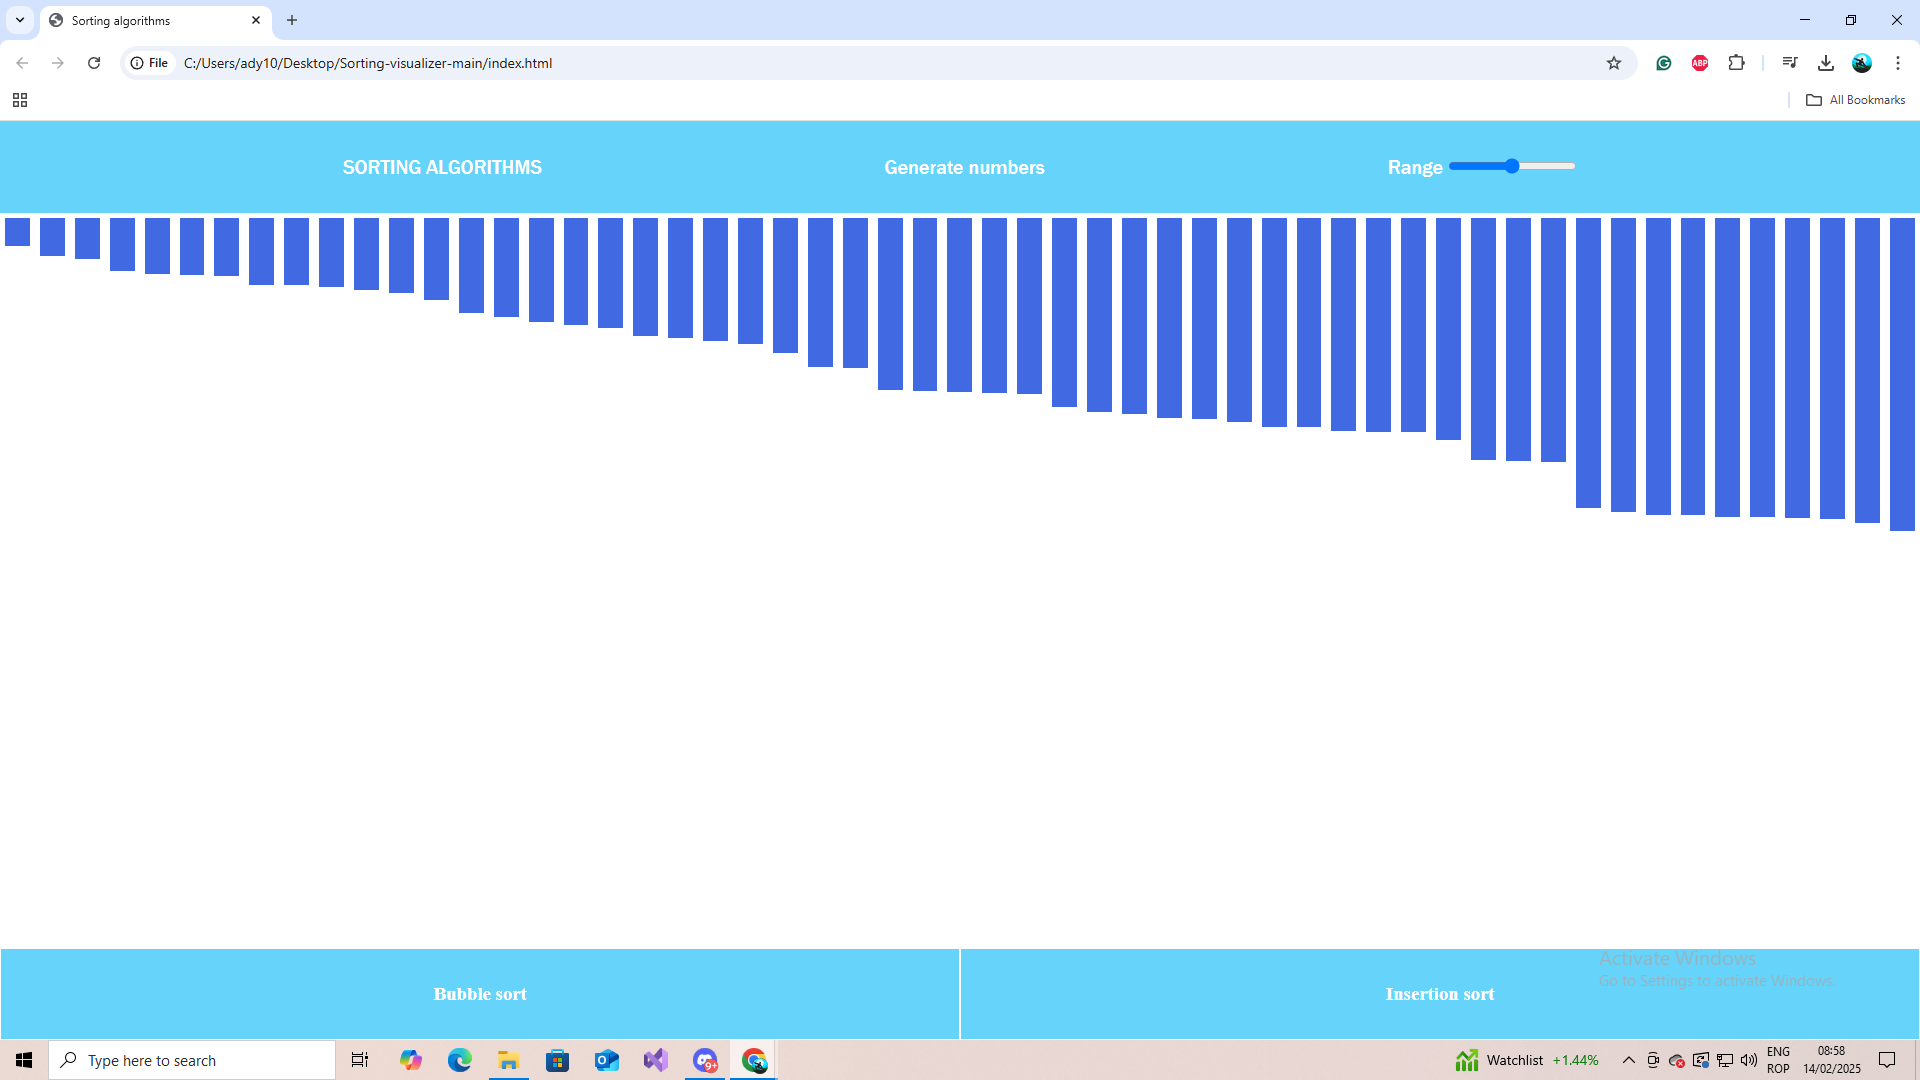 Sorting algorithms
File C:/Users/ady10/Desktop/Sorting-visualizer-main/index.html
ABP
All Bookmarks
SORTING ALGORITHMS Generate numbers Range
Activate Windows
Go to Settings to activate Windows.
Bubble sort Insertion sort
Type here to search
9+
Watchlist +1.44%
ENG
ROP
08:58
14/02/2025